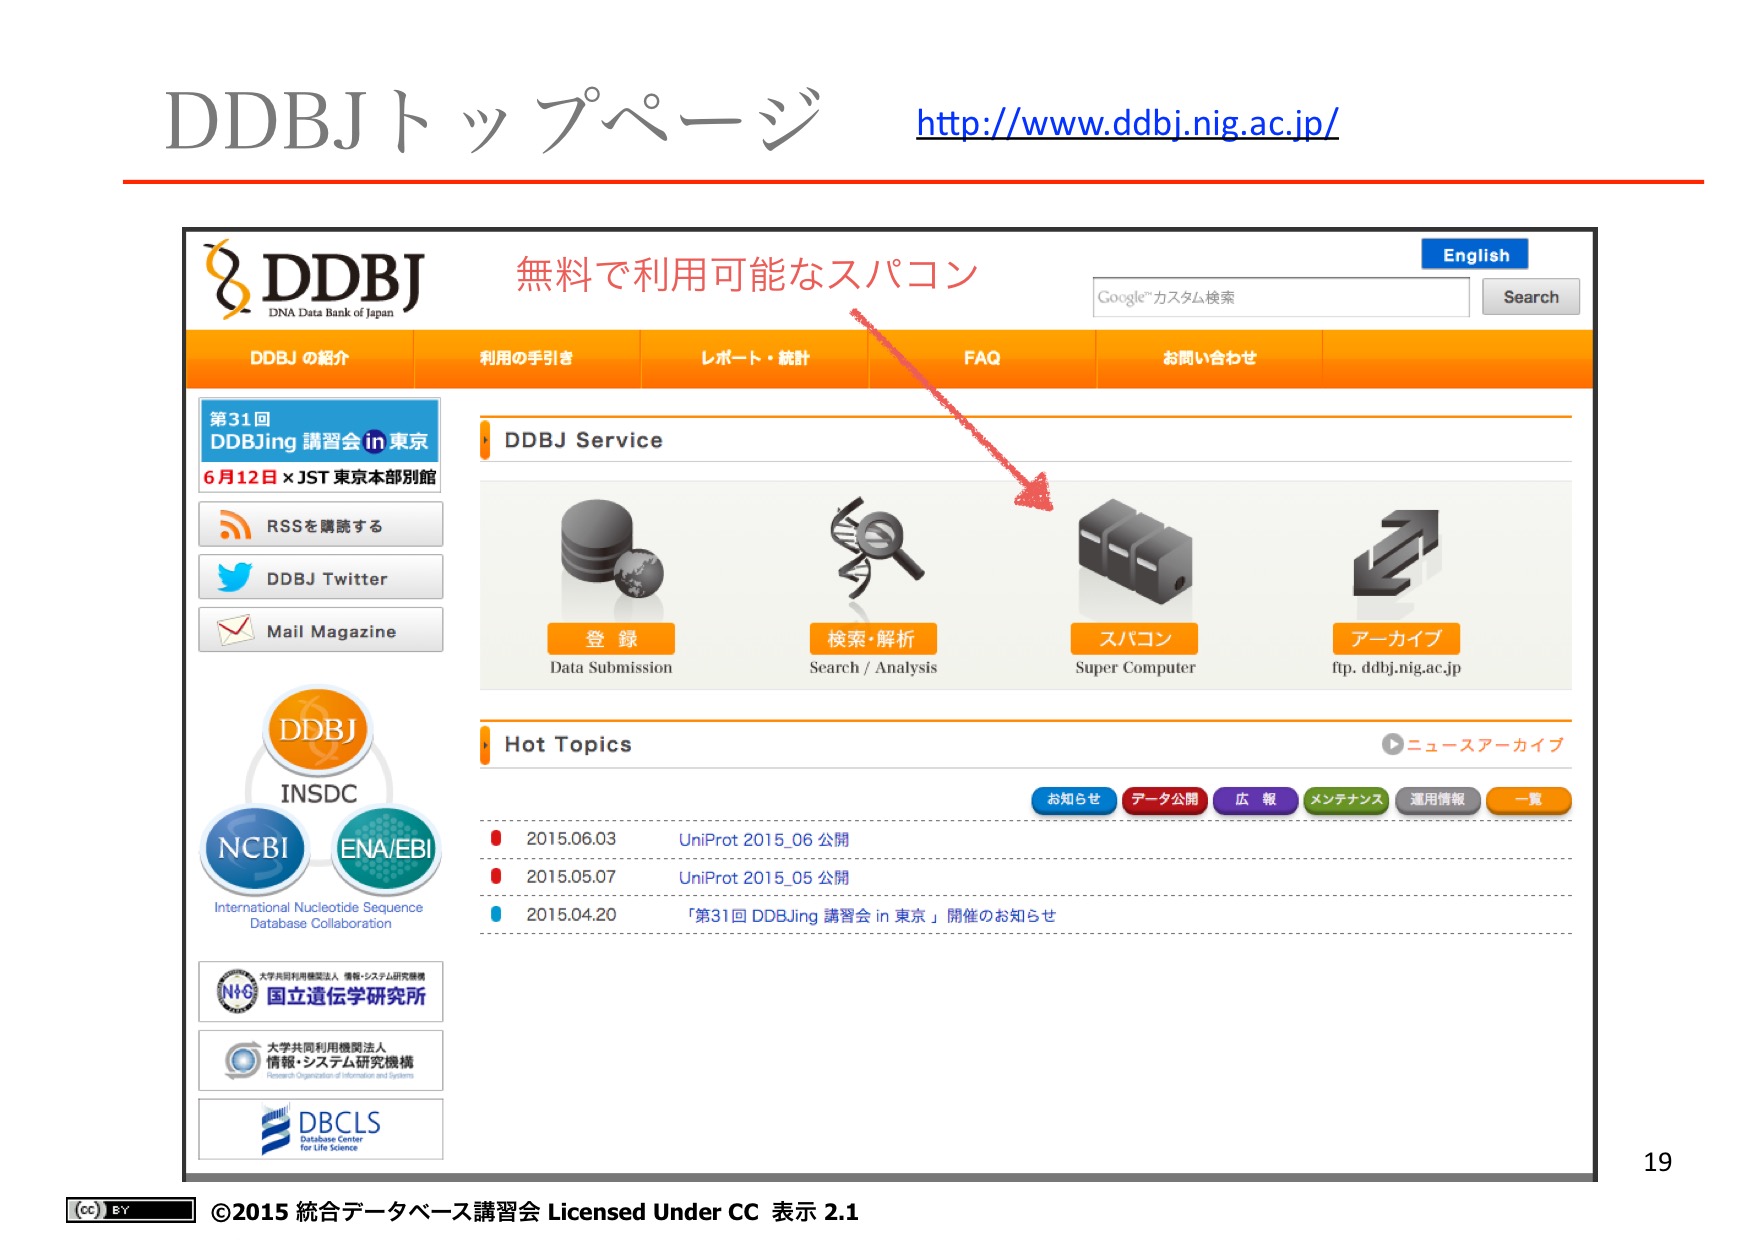 DDBJトップページ
http://www.ddbj.nig.ac.jp/
DDBJ
DNA Data Bank of Japan
無料で利用可能なスパコン
English
Google™カスタム検索
Search
DDBJ の紹介
利用の手引き
レポート・統計
FAQ
お問い合わせ
第31回
DDBJing 講習会 in 東京
6月12日×JST 東京本部別館
RSSを購読する
DDBJ Twitter
Mail Magazine
DDBJ
INSDC
NCBI
ENA/EBI
International Nucleotide Sequence
Database Collaboration
大学共同利用機関法人 情報・システム研究機構
NIG
国立遺伝学研究所
大学共同利用機関法人
情報・システム研究機構
Research Organization of Information and Systems
DBCLS
Database Center
for Life Science
DDBJ Service
登 録
Data Submission
検索・解析
Search / Analysis
スパコン
Super Computer
アーカイブ
ftp. ddbj.nig.ac.jp
Hot Topics
ニュースアーカイブ
お知らせ
データ公開
広 報
メンテナンス
運用情報
一覧
2015.06.03 UniProt 2015_06 公開
2015.05.07 UniProt 2015_05 公開
2015.04.20 「第31回 DDBJing 講習会 in 東京 」開催のお知らせ
19
(cc) BY
©2015 統合データベース講習会 Licensed Under CC 表示 2.1